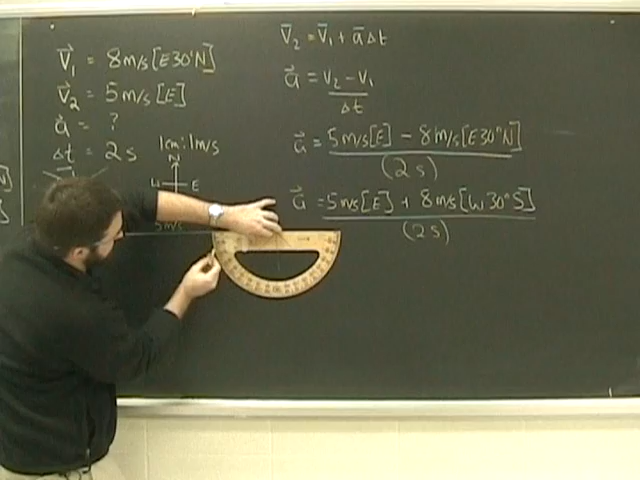 V⃗₁ = 8m/s[E30°N]
V⃗₂ = 5m/s[E]
a⃗ = ?
Δt = 2s
1cm:1m/s
N
E
5m/s
V⃗₂ = V⃗₁ + a⃗Δt
a⃗ = V₂ - V₁
Δt
a⃗ = 5m/s[E] - 8m/s[E30°N]
(2s)
a⃗ = 5m/s[E] + 8m/s[W30°S]
(2s)